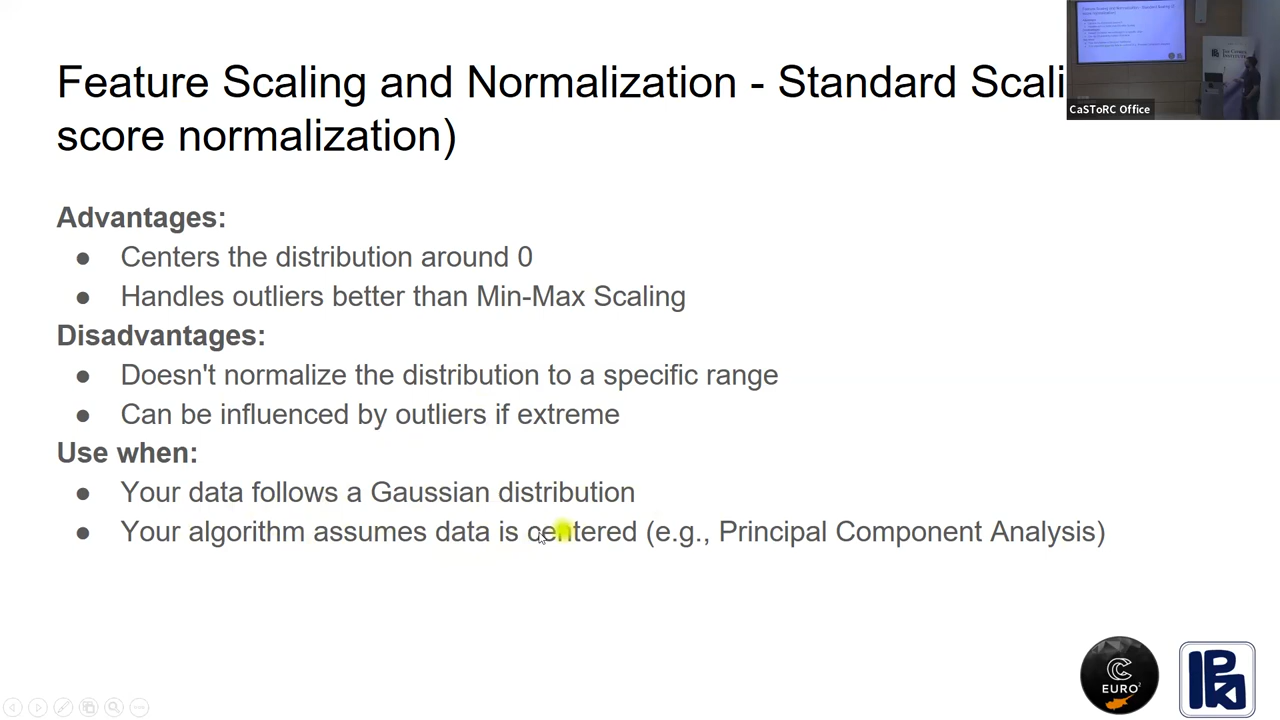 Feature Scaling and Normalization - Standard Scali
score normalization)
CaSToRC Office
Advantages:
● Centers the distribution around 0
● Handles outliers better than Min-Max Scaling
Disadvantages:
● Doesn't normalize the distribution to a specific range
● Can be influenced by outliers if extreme
Use when:
● Your data follows a Gaussian distribution
● Your algorithm assumes data is centered (e.g., Principal Component Analysis)
EURO²